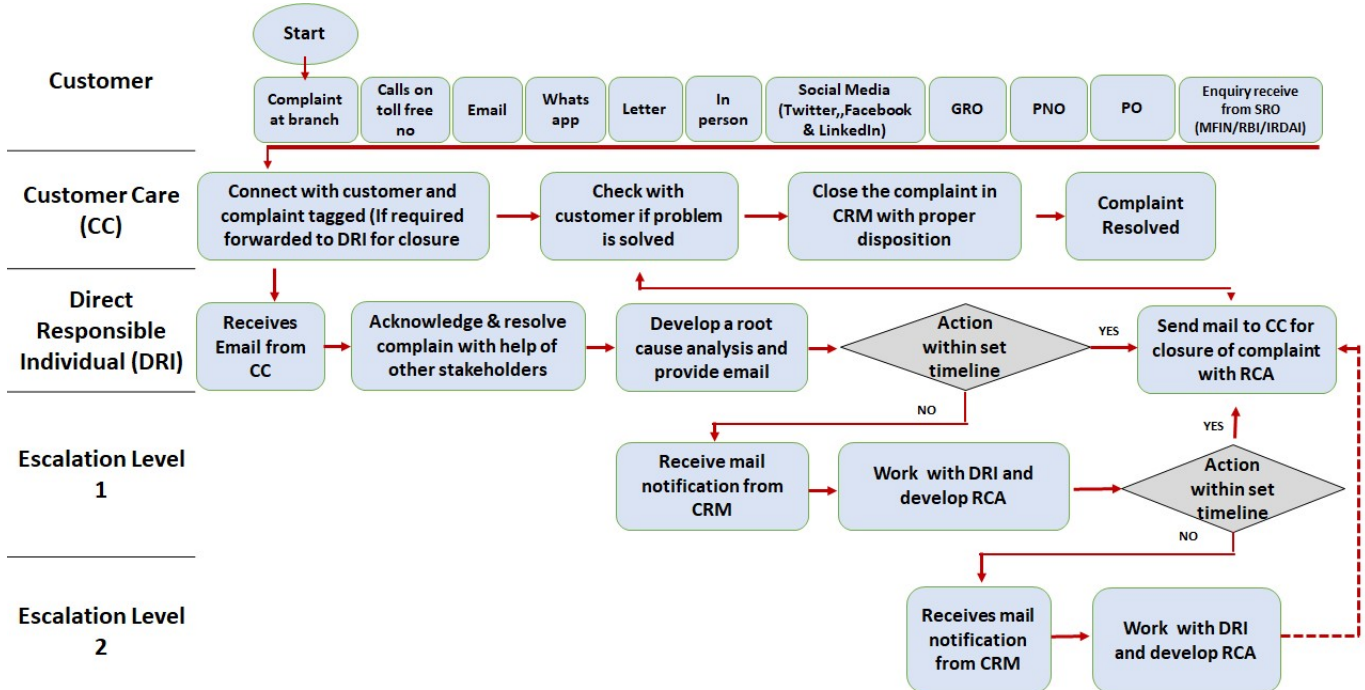 Start
Customer
Complaint
at branch
Calls on
toll free
no
Email
Whats
app
Letter
In
person
Social Media
(Twitter,,Facebook
& LinkedIn)
GRO
PNO
PO
Enquiry receive
from SRO
(MFIN/RBI/IRDAI)
Customer Care
(CC)
Connect with customer and
complaint tagged (If required
forwarded to DRI for closure
Check with
customer if problem
is solved
Close the complaint in
CRM with proper
disposition
Complaint
Resolved
Direct
Responsible
Individual (DRI)
Receives
Email from
CC
Acknowledge & resolve
complain with help of
other stakeholders
Develop a root
cause analysis and
provide email
Action
within set
timeline
YES
Send mail to CC for
closure of complaint
with RCA
NO
YES
Escalation Level
1
Receive mail
notification from
CRM
Work with DRI and
develop RCA
Action
within set
timeline
NO
Escalation Level
2
Receives mail
notification
from CRM
Work with DRI
and develop RCA